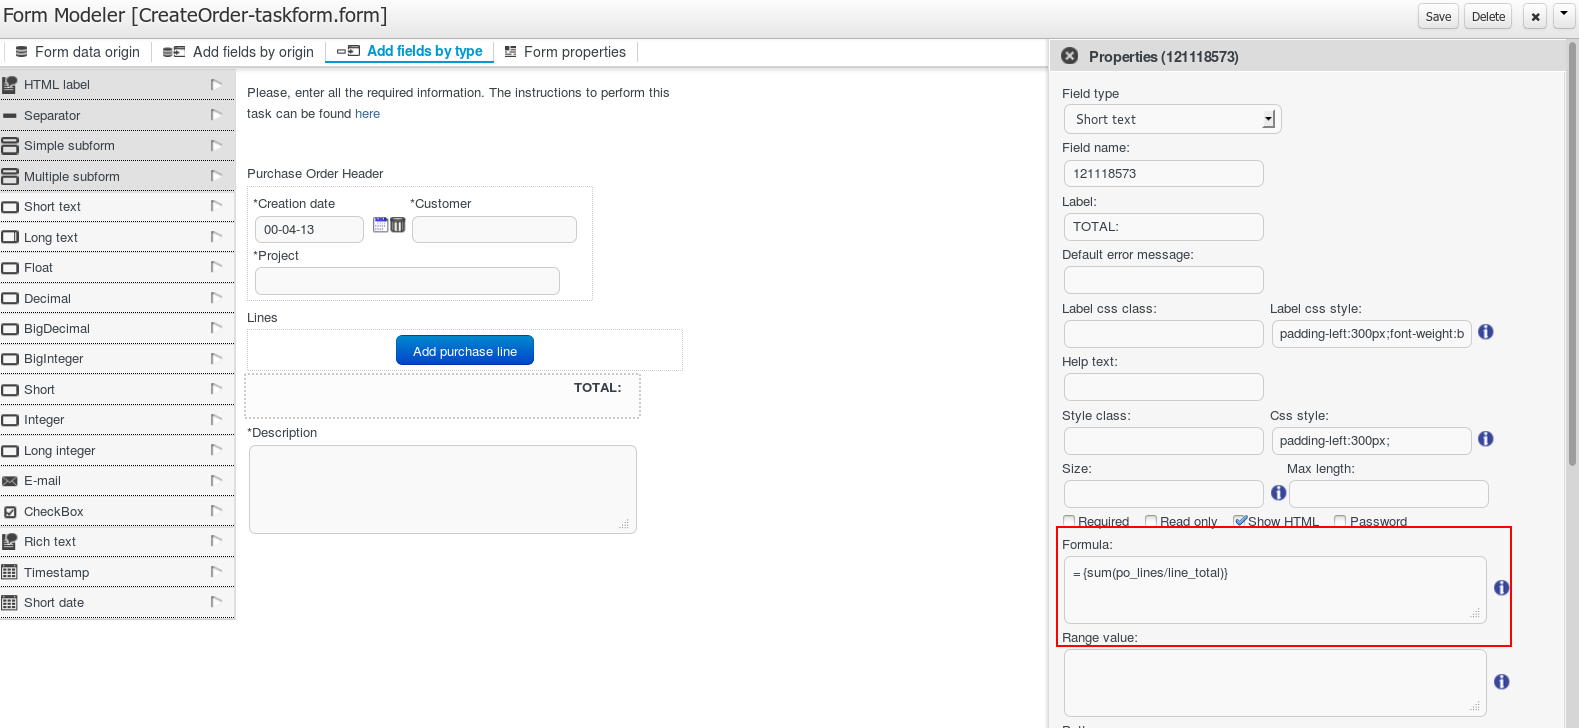 Form Modeler [CreateOrder-taskform.form]
Save
Delete
Form data origin
Add fields by origin
Add fields by type
Form properties
HTML label
Separator
Simple subform
Multiple subform
Short text
Long text
Float
Decimal
BigDecimal
BigInteger
Short
Integer
Long integer
E-mail
CheckBox
Rich text
Timestamp
Short date
Please, enter all the required information. The instructions to perform this
task can be found here
Purchase Order Header
*Creation date
*Customer
00-04-13
*Project
Lines
Add purchase line
TOTAL:
*Description
Properties (121118573)
Field type
Short text
Field name:
121118573
Label:
TOTAL:
Default error message:
Label css class:
Label css style:
padding-left:300px;font-weight:b
Help text:
Style class:
Css style:
padding-left:300px;
Size:
Max length:
Required
Read only
Show HTML
Password
Formula:
={sum(po_lines/line_total)}
Range value: